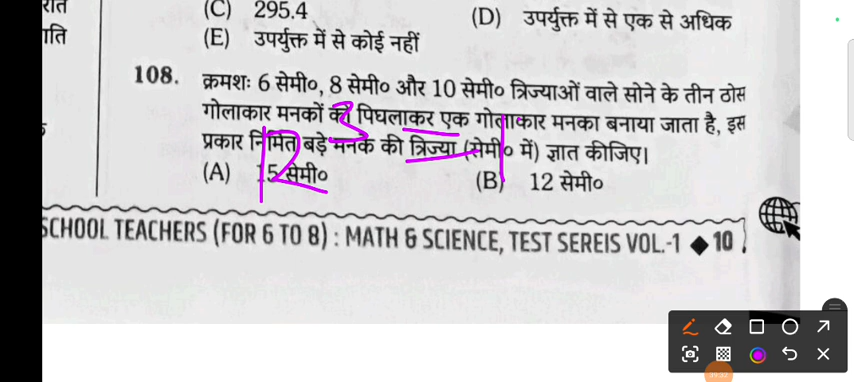 (C) 295.4
(D) उपर्युक्त में से एक से अधिक
गति
(E) उपर्युक्त में से कोई नहीं
108. क्रमशः 6 सेमी०, 8 सेमी० और 10 सेमी० त्रिज्याओं वाले सोने के तीन ठोस
गोलाकार मनकों को पिघलाकर एक गोलाकार मनका बनाया जाता है, इस
प्रकार निर्मित बड़े मनके की त्रिज्या (सेमी० में) ज्ञात कीजिए।
(A) 15 सेमी०
(B) 12 सेमी०
3
12
SCHOOL TEACHERS (FOR 6 TO 8) : MATH & SCIENCE, TEST SEREIS VOL.-1 ◆ 10